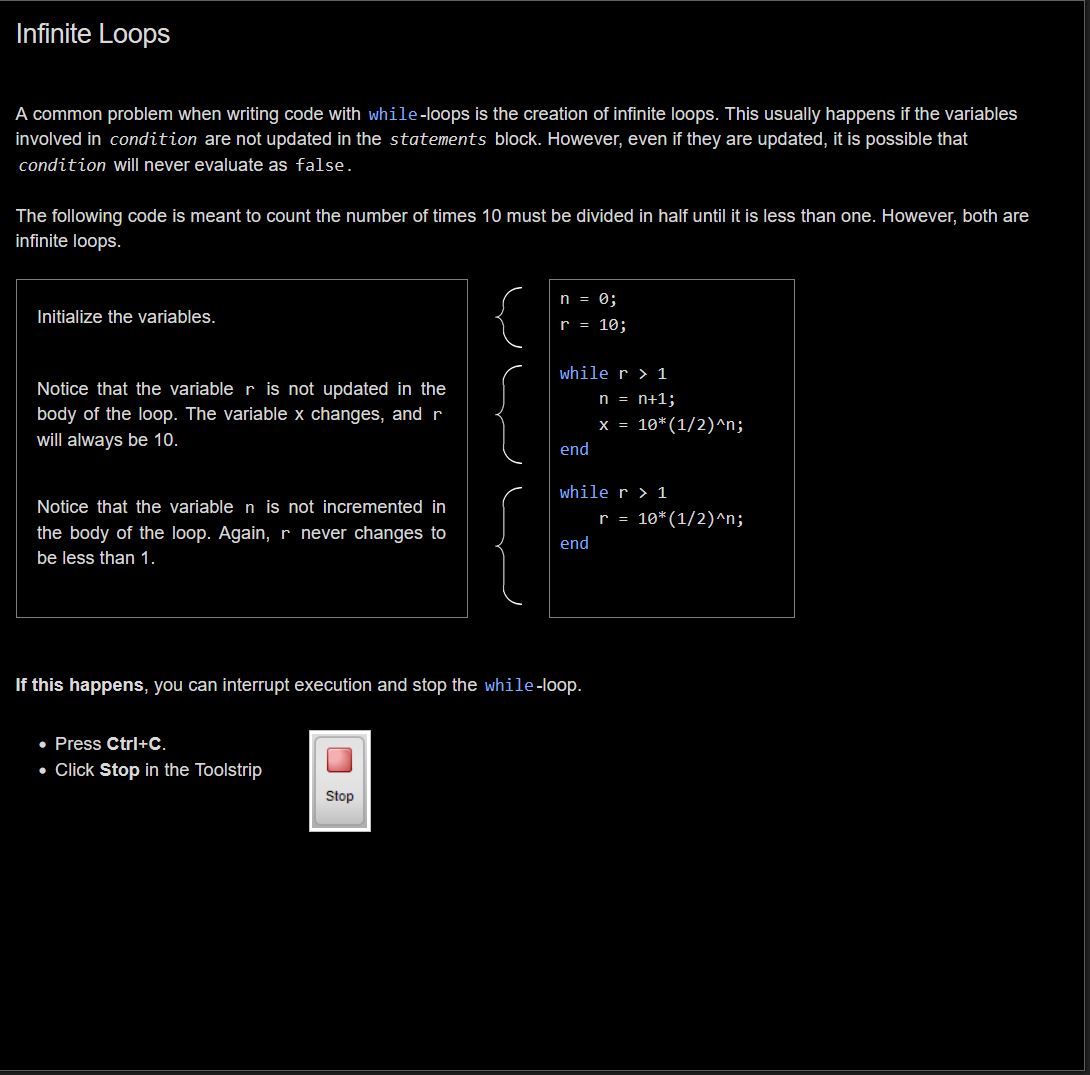 Infinite Loops
A common problem when writing code with while-loops is the creation of infinite loops. This usually happens if the variables
involved in condition are not updated in the statements block. However, even if they are updated, it is possible that
condition will never evaluate as false.
The following code is meant to count the number of times 10 must be divided in half until it is less than one. However, both are
infinite loops.
Initialize the variables.
n = 0;
r = 10;
Notice that the variable r is not updated in the
body of the loop. The variable x changes, and r
will always be 10.
while r > 1
    n = n+1;
    x = 10*(1/2)^n;
end
Notice that the variable n is not incremented in
the body of the loop. Again, r never changes to
be less than 1.
while r > 1
    r = 10*(1/2)^n;
end
If this happens, you can interrupt execution and stop the while-loop.
• Press Ctrl+C.
• Click Stop in the Toolstrip
Stop